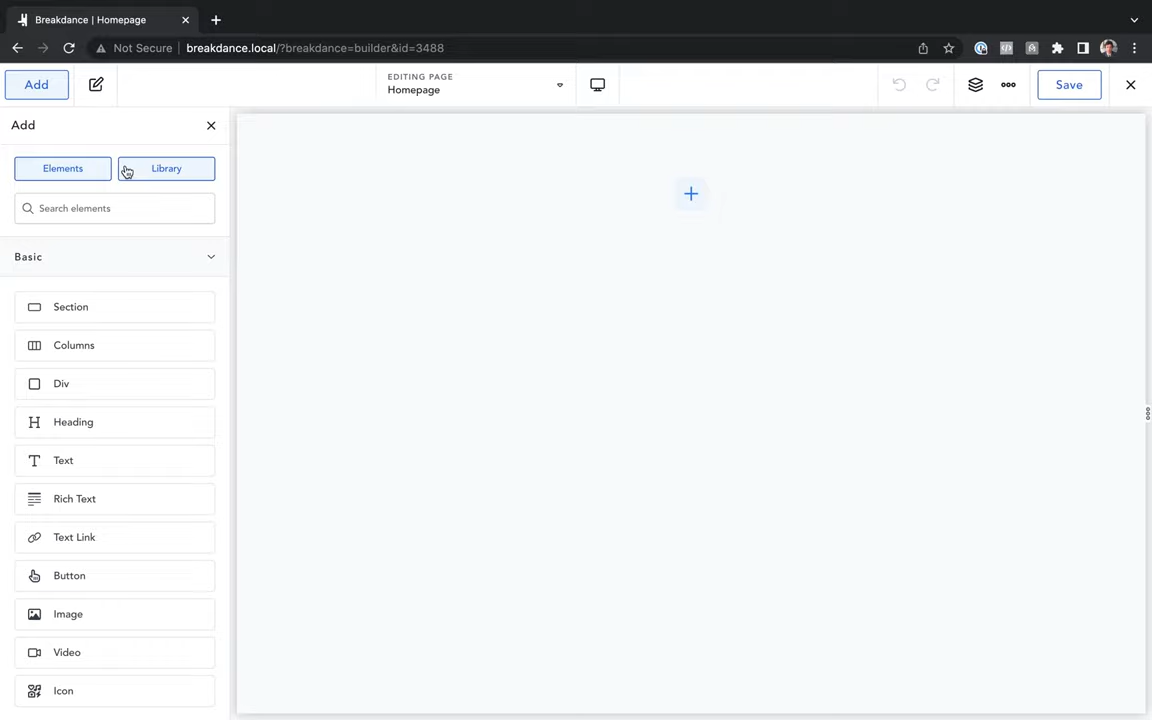 Breakdance | Homepage
Not Secure
breakdance.local/?breakdance=builder&id=3488
Add
EDITING PAGE
Homepage
Save
Add
Elements
Library
Search elements
Basic
Section
Columns
Div
Heading
Text
Rich Text
Text Link
Button
Image
Video
Icon